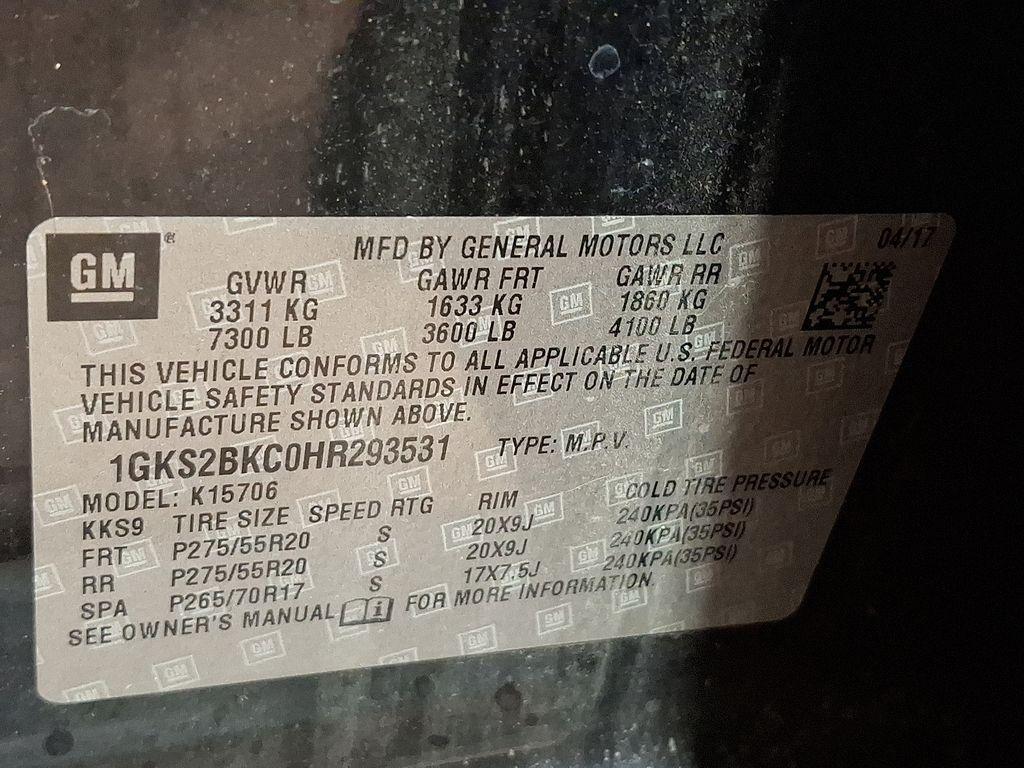 GM ® MFD BY GENERAL MOTORS LLC 04/17
GVWR GAWR FRT GAWR RR
3311 KG 1633 KG 1860 KG
7300 LB 3600 LB 4100 LB
THIS VEHICLE CONFORMS TO ALL APPLICABLE U.S. FEDERAL MOTOR
VEHICLE SAFETY STANDARDS IN EFFECT ON THE DATE OF
MANUFACTURE SHOWN ABOVE.
1GKS2BKC0HR293531 TYPE: M.P.V.
MODEL: K15706
KKS9 TIRE SIZE SPEED RTG RIM COLD TIRE PRESSURE
FRT P275/55R20 S 20X9J 240KPA(35PSI)
RR P275/55R20 S 20X9J 240KPA(35PSI)
SPA P265/70R17 S 17X7.5J 240KPA(35PSI)
SEE OWNER'S MANUAL i FOR MORE INFORMATION.